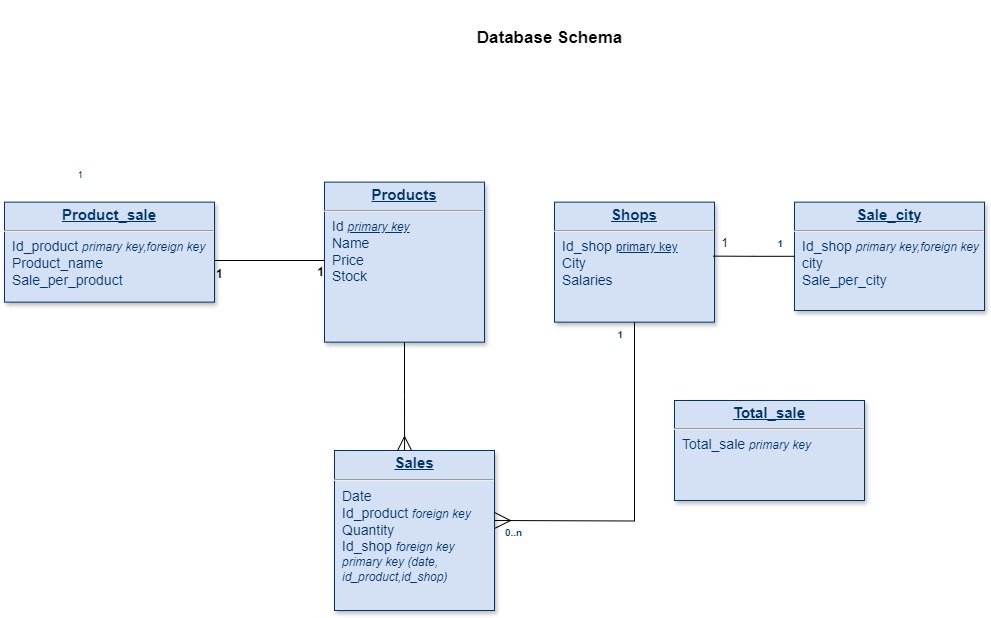 Database Schema
1
Product_sale
Id_product primary key,foreign key
Product_name
Sale_per_product
1
1
Products
Id primary key
Name
Price
Stock
Shops
Id_shop primary key
City
Salaries
1
1
Sale_city
Id_shop primary key,foreign key
city
Sale_per_city
1
Total_sale
Total_sale primary key
Sales
Date
Id_product foreign key
Quantity
Id_shop foreign key
primary key (date,
id_product,id_shop)
0..n